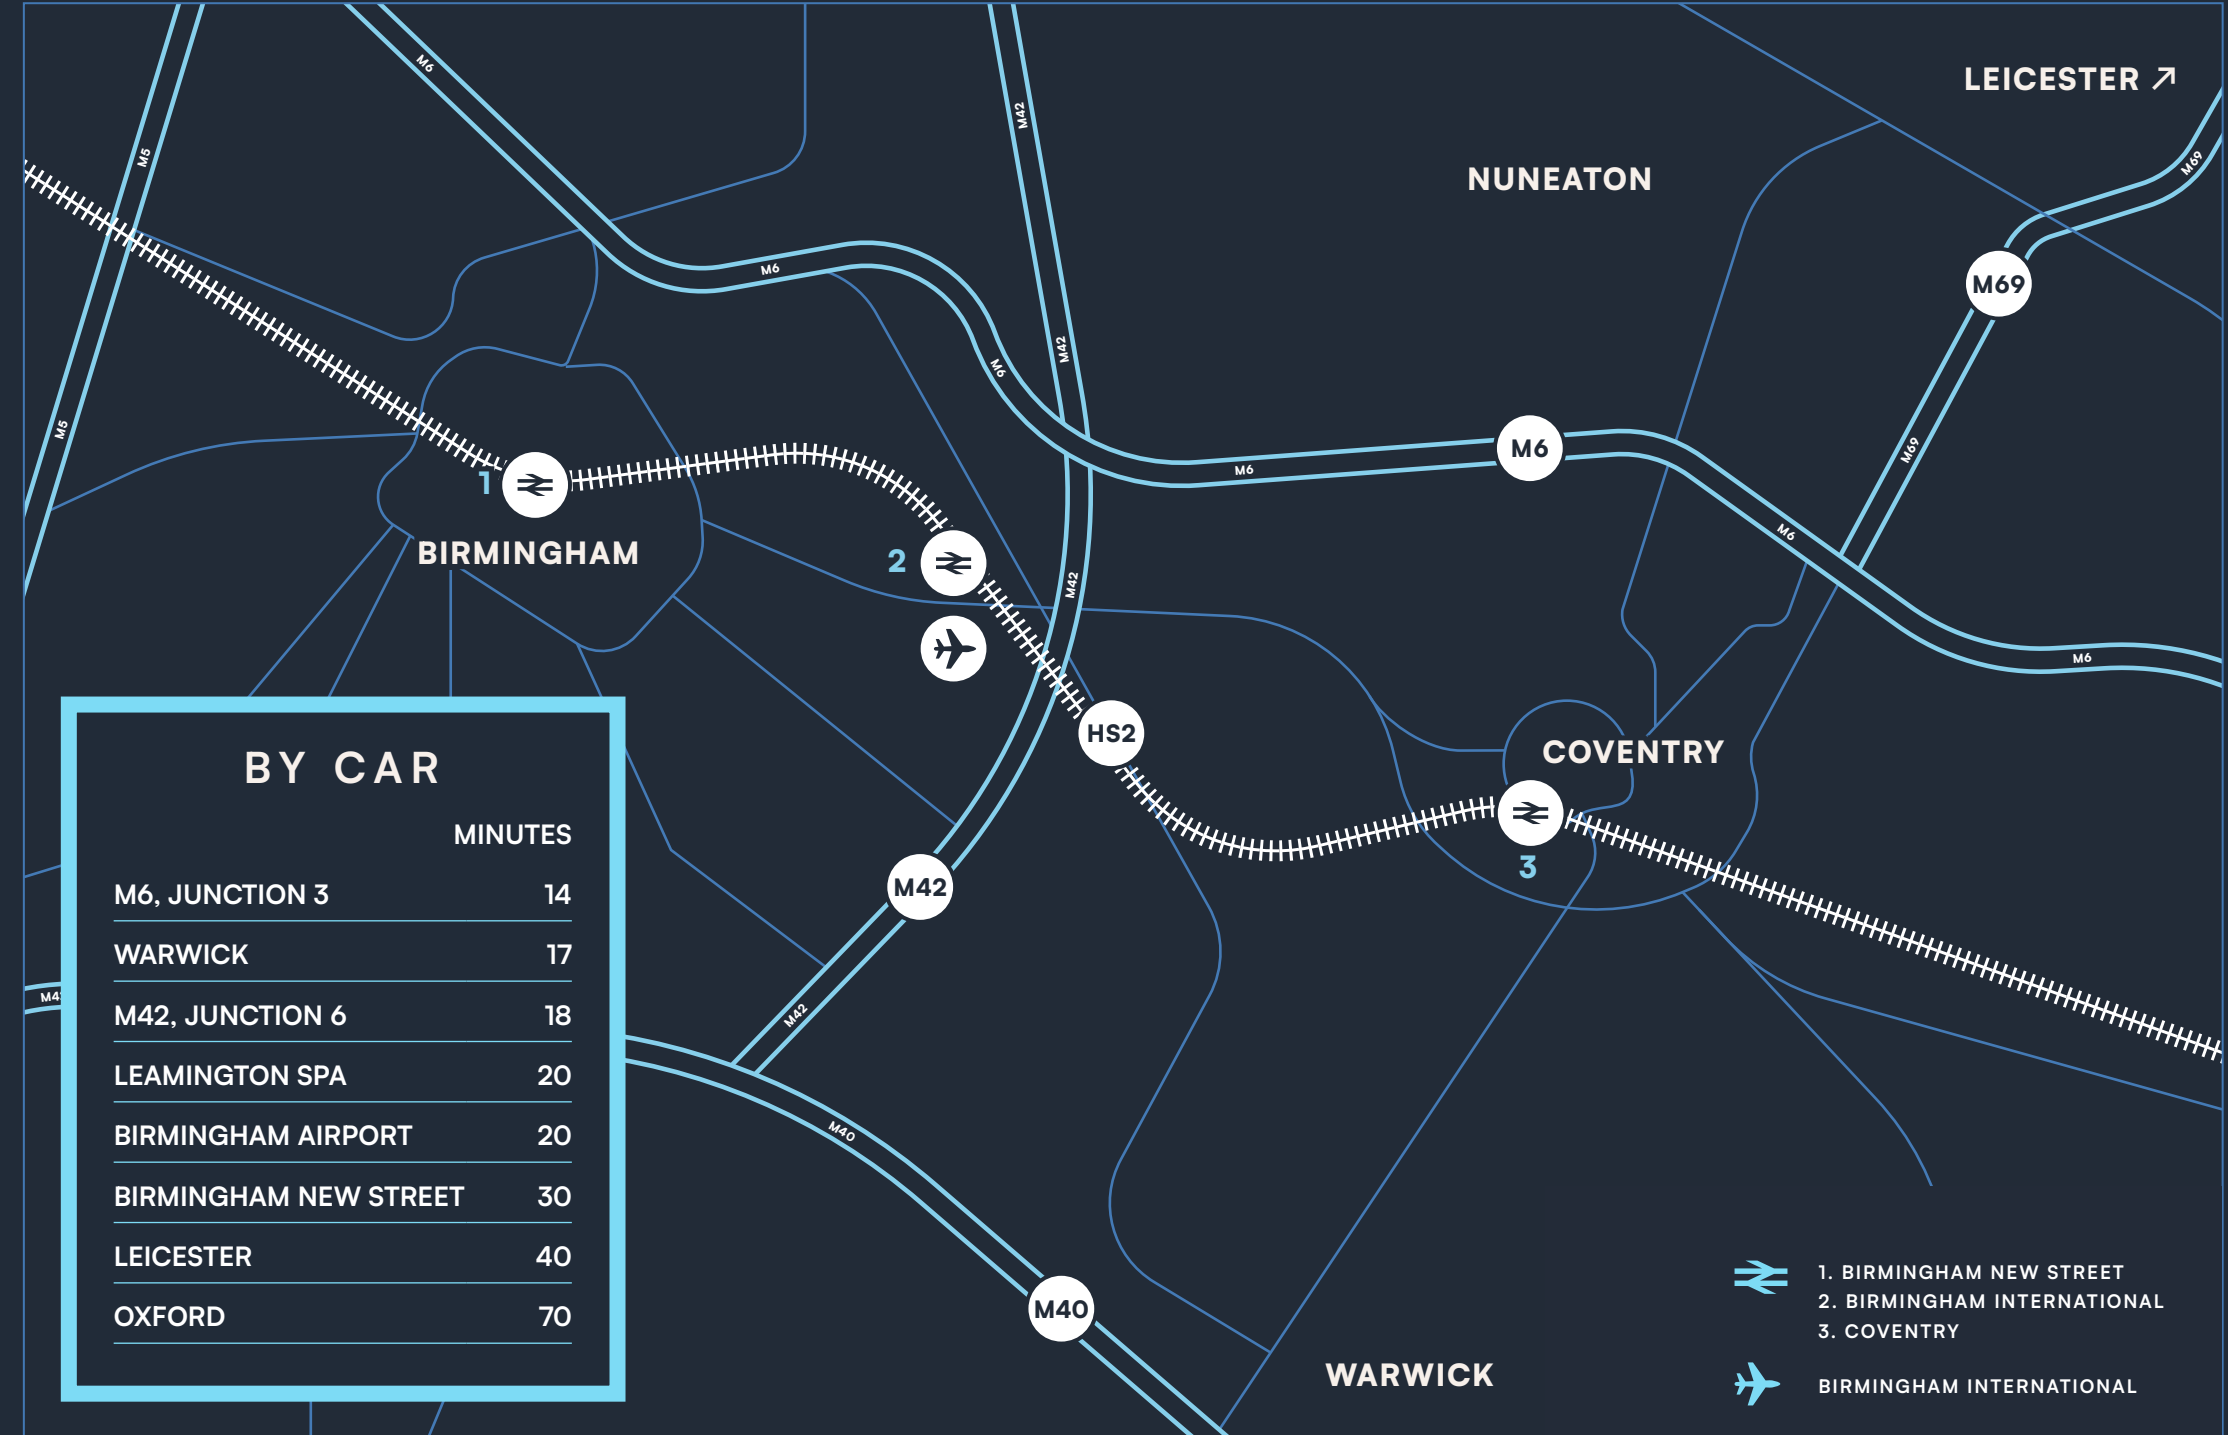 M6
M42
LEICESTER
M5
M69
NUNEATON
M6
M69
M42
M6
M5
M6
M6
M69
1
BIRMINGHAM
M6
2
M42
M6
HS2
COVENTRY
3
M42
M42
M40
M40
WARWICK
BY CAR
MINUTES
M6, JUNCTION 3 14
WARWICK 17
M42, JUNCTION 6 18
LEAMINGTON SPA 20
BIRMINGHAM AIRPORT 20
BIRMINGHAM NEW STREET 30
LEICESTER 40
OXFORD 70
1. BIRMINGHAM NEW STREET
2. BIRMINGHAM INTERNATIONAL
3. COVENTRY
BIRMINGHAM INTERNATIONAL